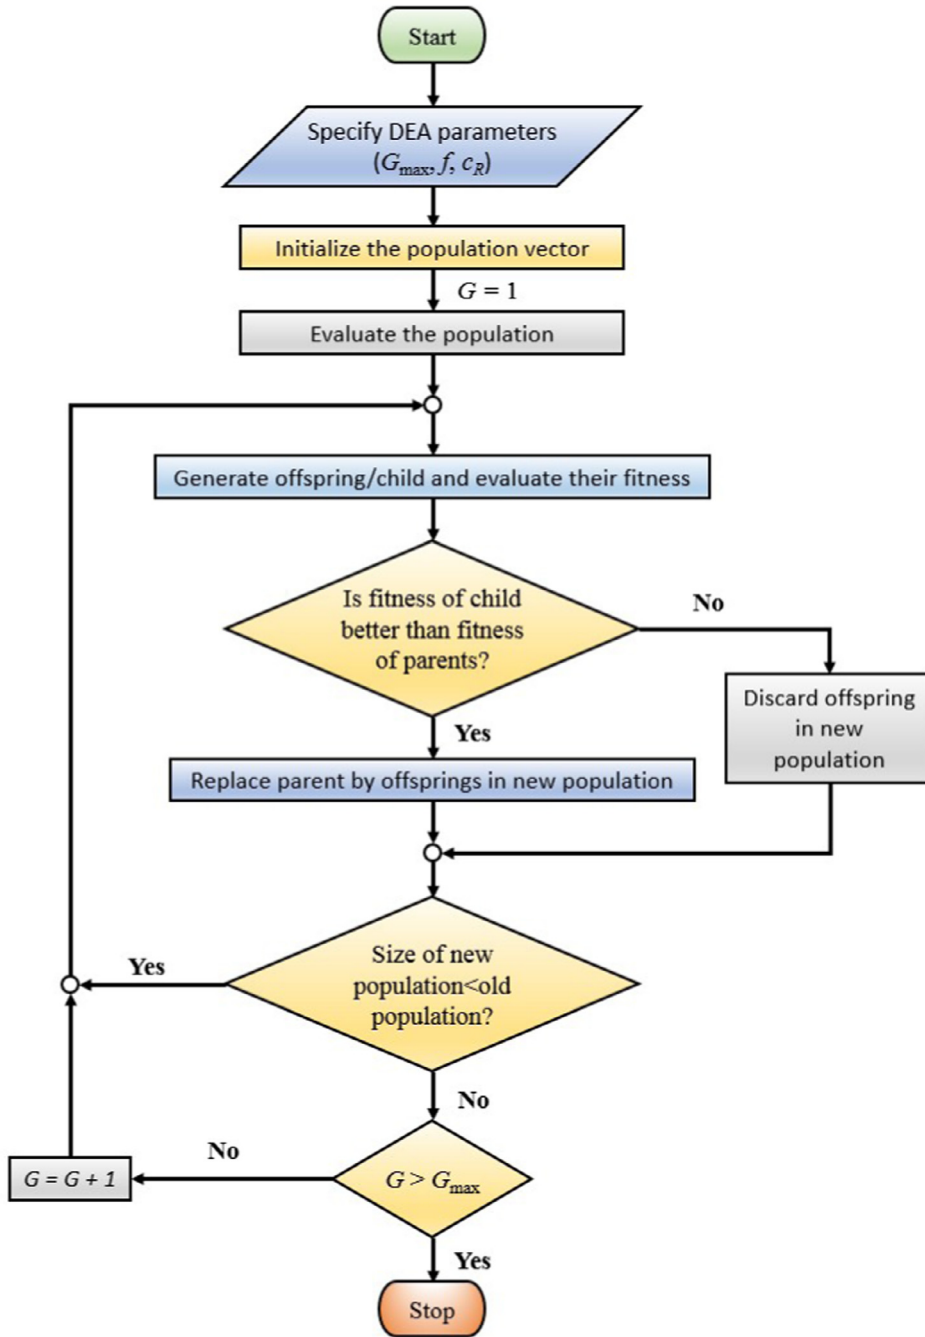 Start
Specify DEA parameters
(Gmax, f, cR)
Initialize the population vector
G = 1
Evaluate the population
Generate offspring/child and evaluate their fitness
Is fitness of child
better than fitness
of parents?
No
Discard offspring
in new
population
Yes
Replace parent by offsprings in new population
Size of new
population<old
population?
Yes
No
G > Gmax
No
G = G + 1
Yes
Stop